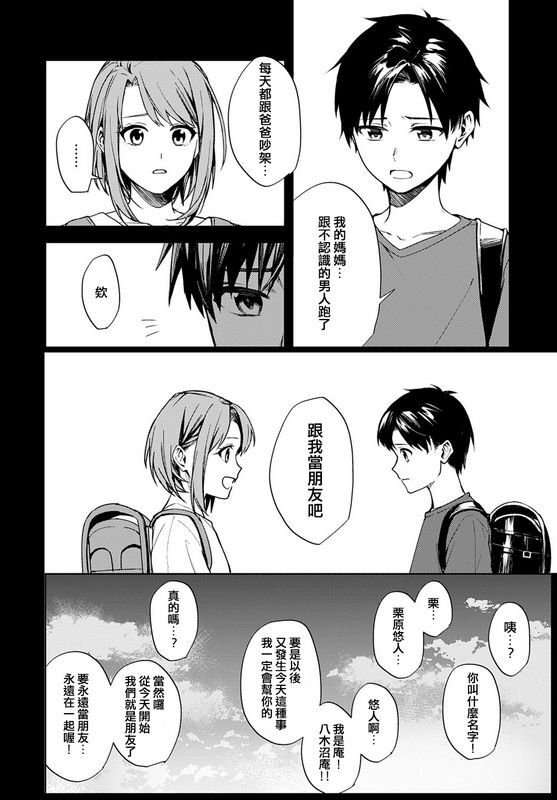 我的媽媽…
跟不認識的男人跑了
每天都跟爸爸吵架…
……
欸
跟我當朋友吧
咦…?
你叫什麼名字?
栗…
栗原悠人…
悠人啊…
我是庵!
八木沼庵!
要是以後
又發生今天這種事
我一定會幫你的
真的嗎…?
當然囉
從今天開始
我們就是朋友了
要永遠當朋友…
永遠在一起喔!